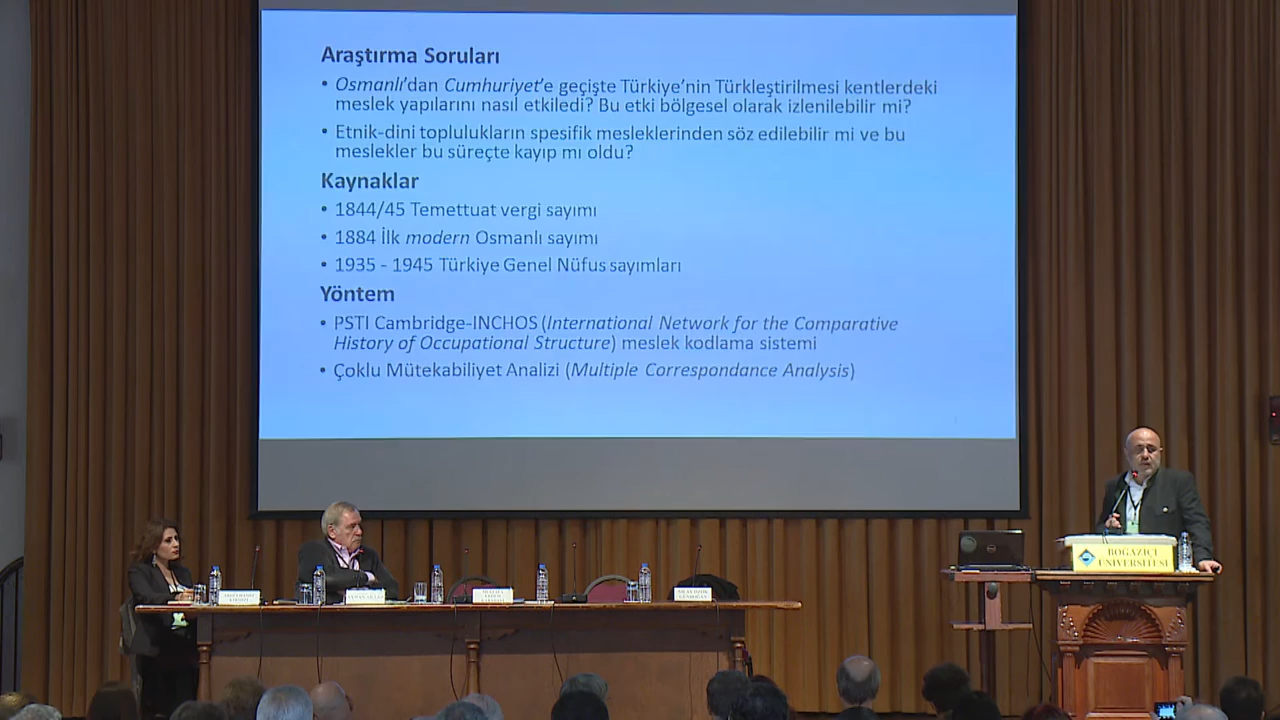 Araştırma Soruları
• Osmanlı'dan Cumhuriyet'e geçişte Türkiye'nin Türkleştirilmesi kentlerdeki
meslek yapılarını nasıl etkiledi? Bu etki bölgesel olarak izlenilebilir mi?
• Etnik-dini toplulukların spesifik mesleklerinden söz edilebilir mi ve bu
meslekler bu süreçte kayıp mı oldu?
Kaynaklar
• 1844/45 Temettuat vergi sayımı
• 1884 İlk modern Osmanlı sayımı
• 1935 - 1945 Türkiye Genel Nüfus sayımları
Yöntem
• PSTI Cambridge-INCHOS (International Network for the Comparative
History of Occupational Structure) meslek kodlama sistemi
• Çoklu Mütekabiliyet Analizi (Multiple Correspondance Analysis)
BOĞAZİÇİ
ÜNİVERSİTESİ